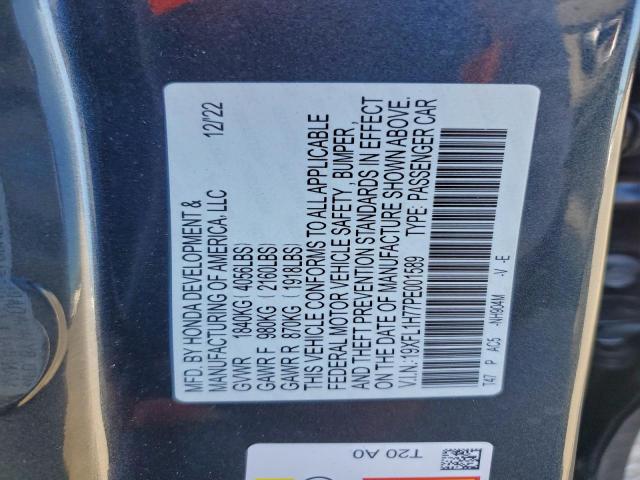 MFD. BY HONDA DEVELOPMENT &
MANUFACTURING OF AMERICA, LLC 12/'22
GVWR 1840KG ( 4056LBS)
GAWR F 980KG ( 2160LBS)
GAWR R 870KG ( 1918LBS)
THIS VEHICLE CONFORMS TO ALL APPLICABLE
FEDERAL MOTOR VEHICLE SAFETY, BUMPER,
AND THEFT PREVENTION STANDARDS IN EFFECT
ON THE DATE OF MANUFACTURE SHOWN ABOVE.
V.I.N.: 19XFL1H77PE001589 TYPE: PASSENGER CAR
T47 P AC5 -NH904M -V -E
T20 A0